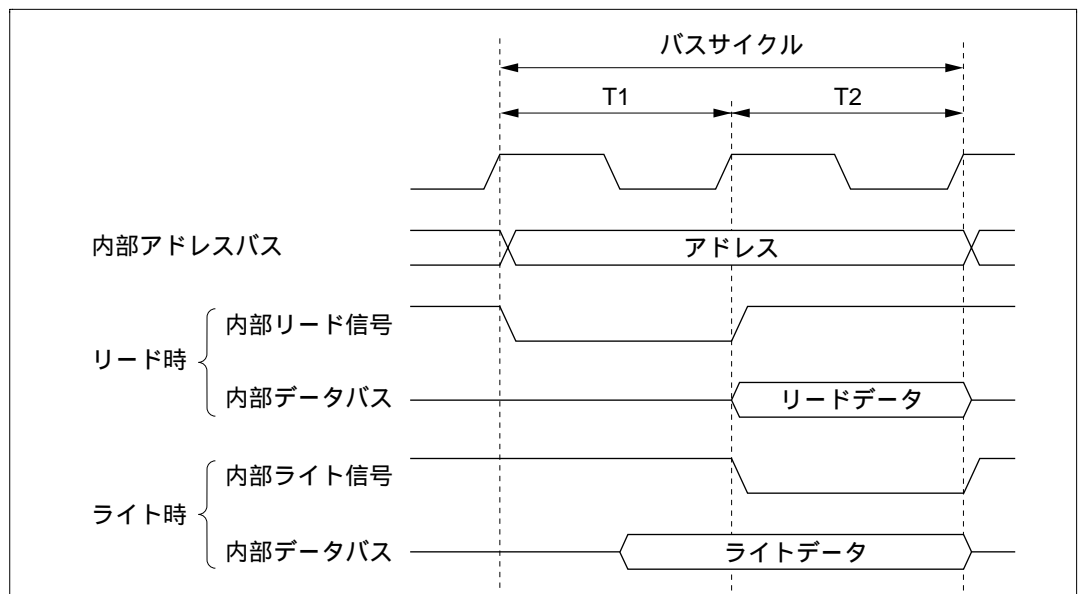 バスサイクル
T1 T2
内部アドレスバス アドレス
リード時
内部リード信号
内部データバス リードデータ
ライト時
内部ライト信号
内部データバス ライトデータ